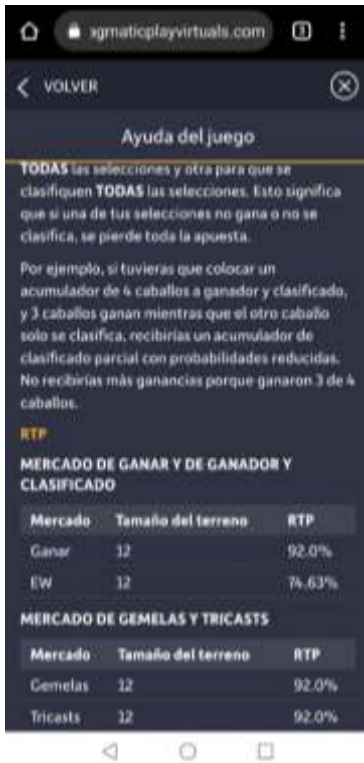 agmaticplayvirtuals.com
3
VOLVER
Ayuda del juego
TODAS las selecciones y otra para que se
clasifiquen TODAS las selecciones. Esto significa
que si una de tus selecciones no gana o no se
clasifica, se pierde toda la apuesta.
Por ejemplo, si tuvieras que colocar un
acumulador de 4 caballos a ganador y clasificado,
y 3 caballos ganan mientras que el otro caballo
solo se clasifica, recibirías un acumulador de
clasificado parcial con probabilidades reducidas.
No recibirías más ganancias porque ganaron 3 de 4
caballos.
RTP
MERCADO DE GANAR Y DE GANADOR Y
CLASIFICADO
Mercado Tamaño del terreno RTP
Ganar 12 92.0%
EW 12 74.63%
MERCADO DE GEMELAS Y TRICASTS
Mercado Tamaño del terreno RTP
Gemelas 12 92.0%
Tricasts 12 92.0%